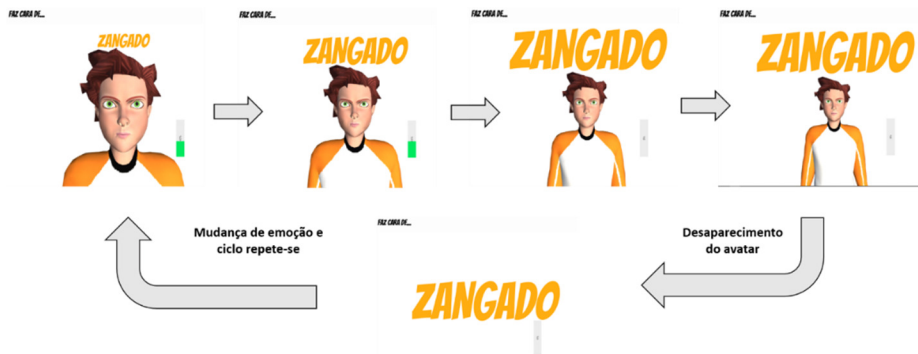 FAZ CARA DE...
FAZ CARA DE...
FAZ CARA DE...
FAZ CARA DE...
ZANGADO
ZANGADO
ZANGADO
ZANGADO
FAZ CARA DE...
Mudança de emoção e
ciclo repete-se
Desaparecimento
do avatar
ZANGADO